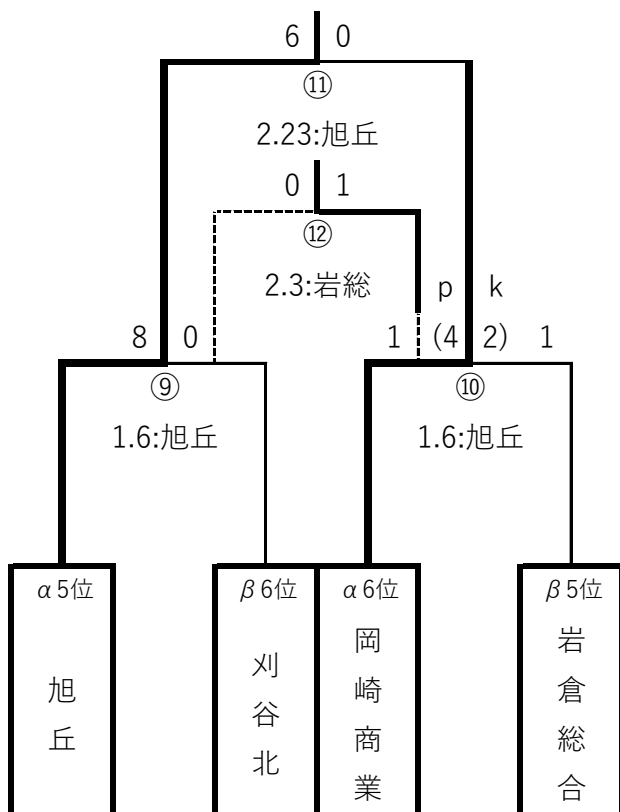 6 0
⑪
2.23:旭丘
0 1
⑫
2.3:岩総
p k
8 0
1 (4 2) 1
⑨
⑩
1.6:旭丘
1.6:旭丘
α5位
β6位
α6位
β5位
旭丘
刈谷北
岡崎商業
岩倉総合